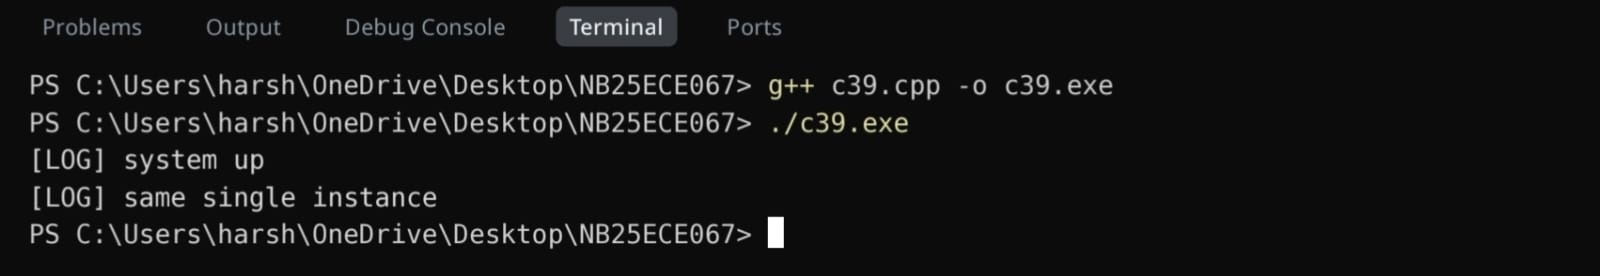 Problems Output Debug Console Terminal Ports
PS C:\Users\harsh\OneDrive\Desktop\NB25ECE067> g++ c39.cpp -o c39.exe
PS C:\Users\harsh\OneDrive\Desktop\NB25ECE067> ./c39.exe
[LOG] system up
[LOG] same single instance
PS C:\Users\harsh\OneDrive\Desktop\NB25ECE067>